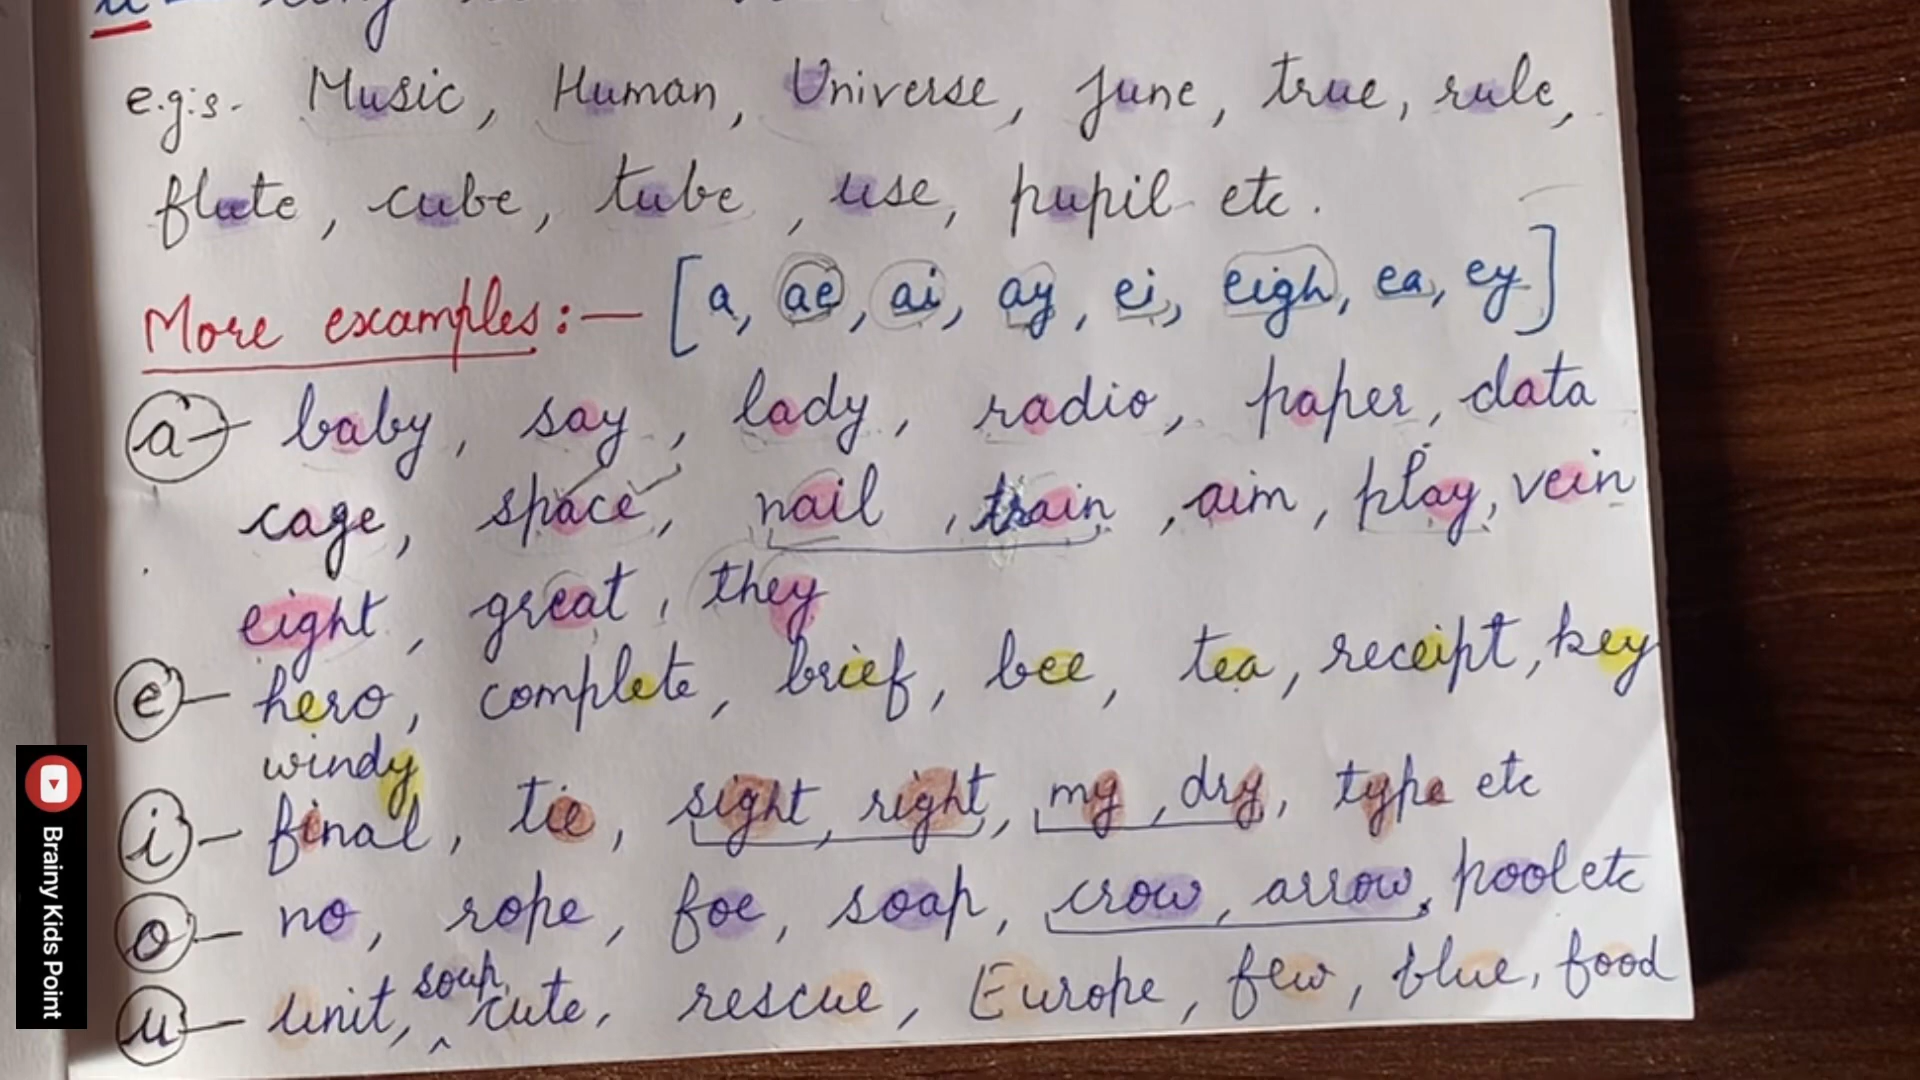 e.g.s. Music, Human, Universe, June, true, rule,
flute, cube, tube, use, pupil etc.
More examples:— [a, ae, ai, ay, ei, eigh, ea, ey]
a— baby, say, lady, radio, paper, data
cage, space, nail, train, aim, play, vein
eight, great, they
e— hero, complete, brief, bee, tea, receipt, key
windy
i— final, tie, sight, right, my, dry, type etc
o— no, rope, foe, soap, crow, arrow, pool etc
u— unit, soup, cute, rescue, Europe, few, blue, food
Brainy Kids Point